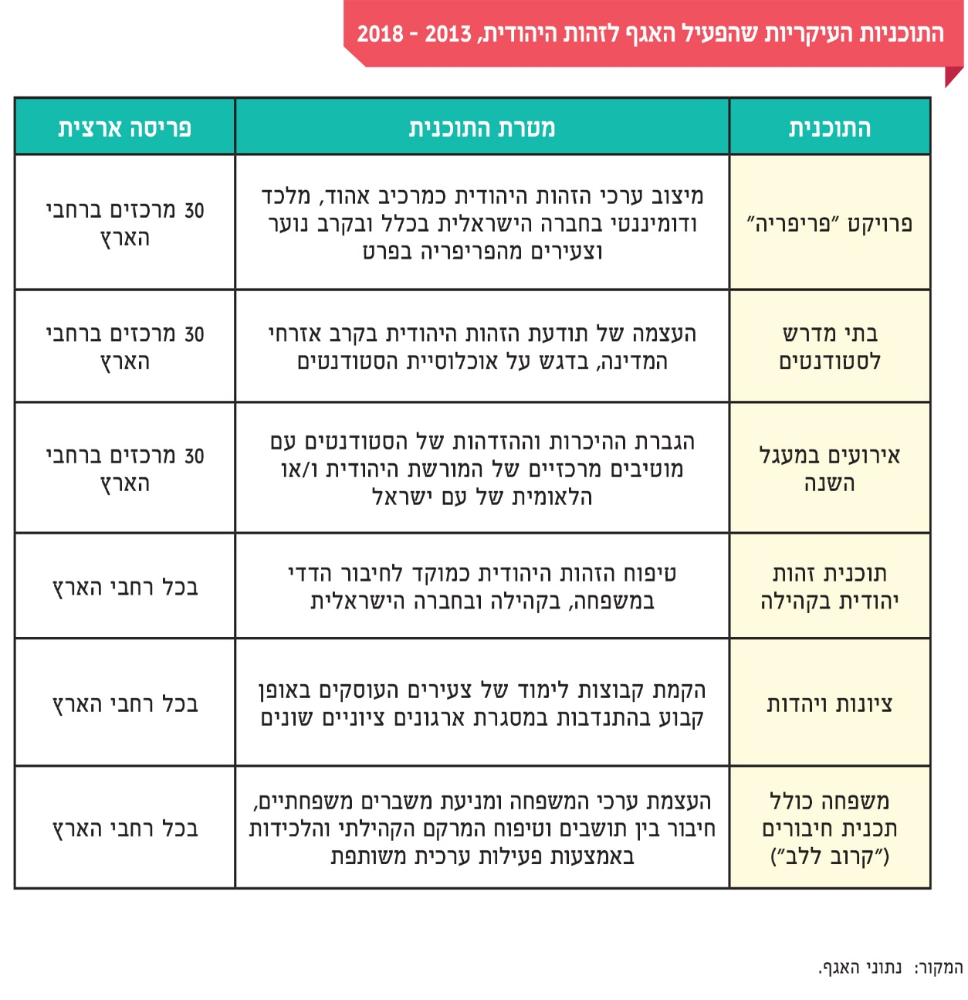 התוכניות העיקריות שהפעיל האגף לזהות היהודית, 2013 - 2018
התוכנית
מטרת התוכנית
פריסה ארצית
פרויקט "פריפריה"
מיצוב ערכי הזהות היהודית כמרכיב אהוד, מלכד
ודומיננטי בחברה הישראלית בכלל ובקרב נוער
וצעירים מהפריפריה בפרט
30 מרכזים ברחבי
הארץ
בתי מדרש
לסטודנטים
העצמה של תודעת הזהות היהודית בקרב אזרחי
המדינה, בדגש על אוכלוסיית הסטודנטים
30 מרכזים ברחבי
הארץ
אירועים במעגל
השנה
הגברת ההיכרות וההזדהות של הסטודנטים עם
מוטיבים מרכזיים של המורשת היהודית ו/או
הלאומית של עם ישראל
30 מרכזים ברחבי
הארץ
תוכנית זהות
יהודית בקהילה
טיפוח הזהות היהודית כמוקד לחיבור הדדי
במשפחה, בקהילה ובחברה הישראלית
בכל רחבי הארץ
ציונות ויהדות
הקמת קבוצות לימוד של צעירים העוסקים באופן
קבוע בהתנדבות במסגרת ארגונים ציוניים שונים
בכל רחבי הארץ
משפחה כולל
תכנית חיבורים
("קרוב ללב")
העצמת ערכי המשפחה ומניעת משברים משפחתיים,
חיבור בין תושבים וטיפוח המרקם הקהילתי והלכידות
באמצעות פעילות ערכית משותפת
בכל רחבי הארץ
המקור: נתוני האגף.